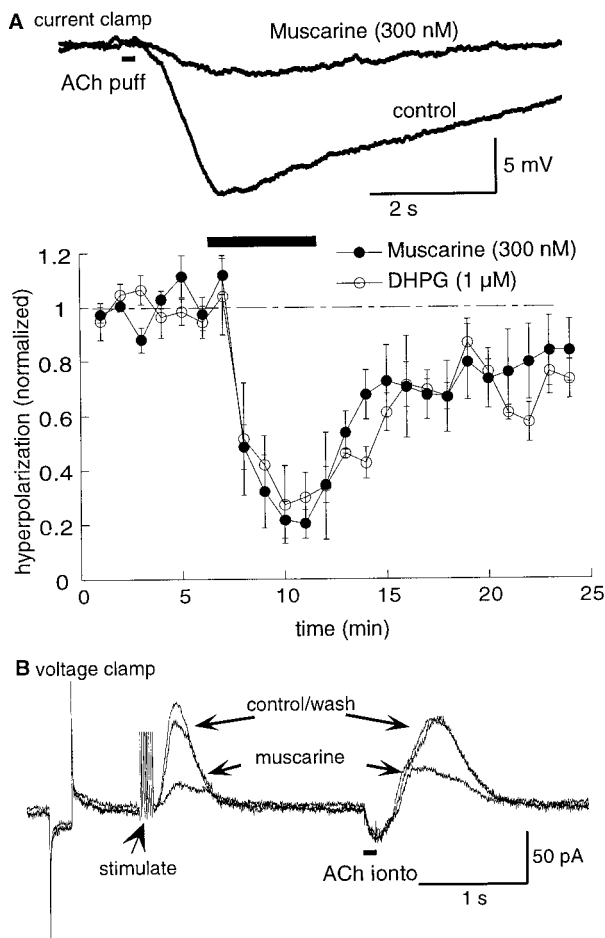 A current clamp
Muscarine (300 nM)
ACh puff
control
5 mV
2 s
1.2
1
0.8
0.6
0.4
0.2
0
hyperpolarization (normalized)
Muscarine (300 nM)
DHPG (1 µM)
0 5 10 15 20 25
time (min)
B voltage clamp
control/wash
muscarine
stimulate
ACh ionto
50 pA
1 s